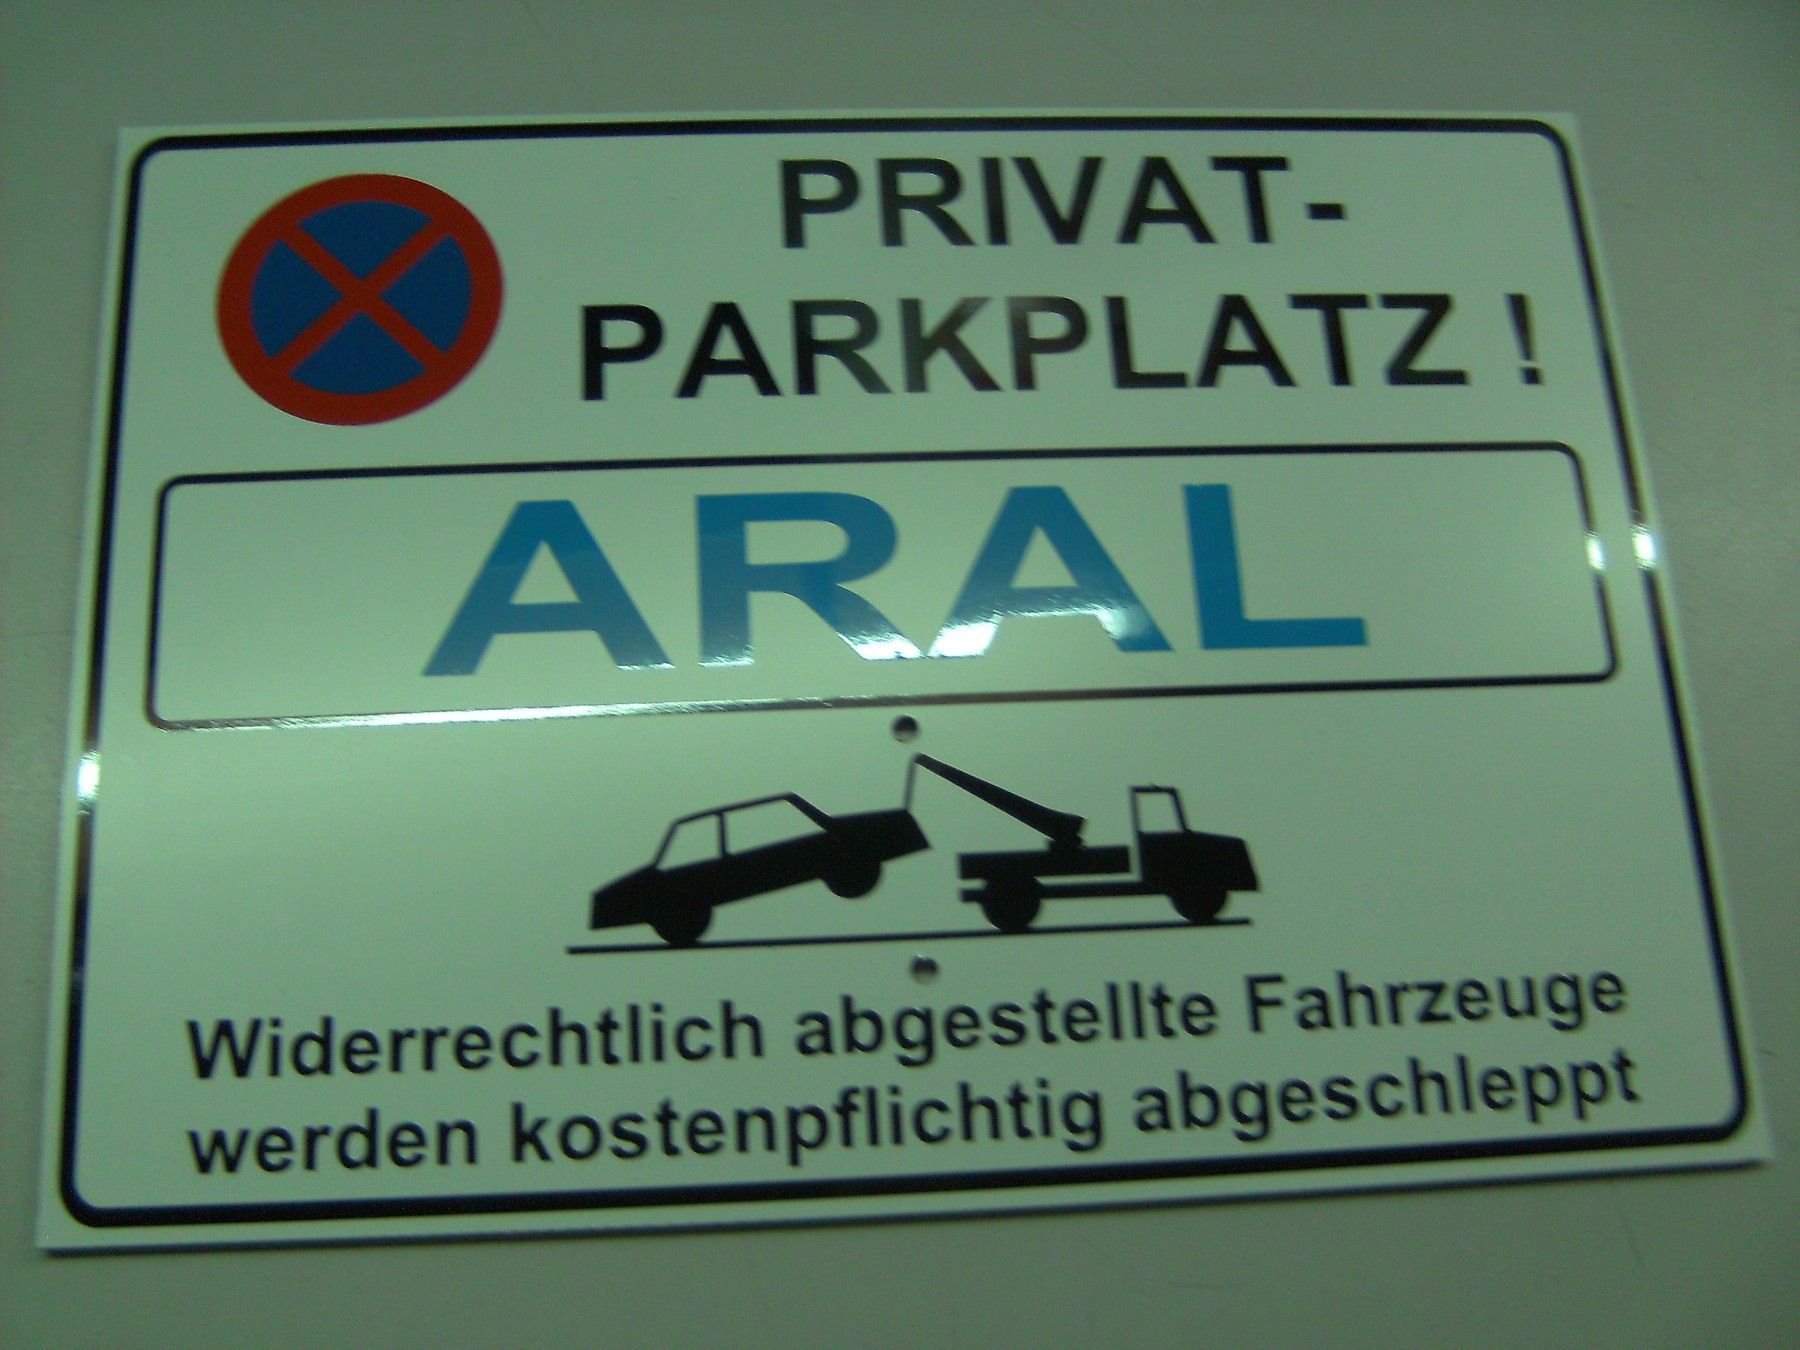 PRIVAT-
PARKPLATZ !
ARAL
Widerrechtlich abgestellte Fahrzeuge
werden kostenpflichtig abgeschleppt